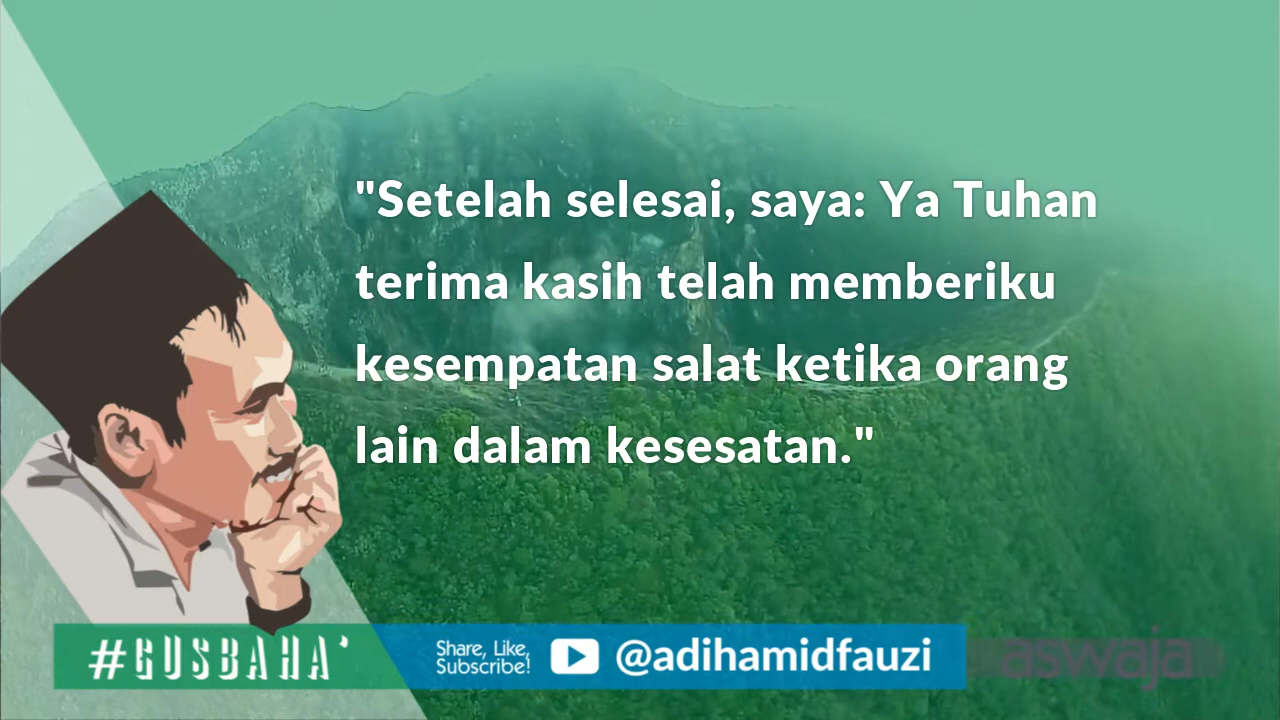 "Setelah selesai, saya: Ya Tuhan
terima kasih telah memberiku
kesempatan salat ketika orang
lain dalam kesesatan."
#GUSBAHA'
Share, Like,
Subscribe!
@adihamidfauzi
aswaja